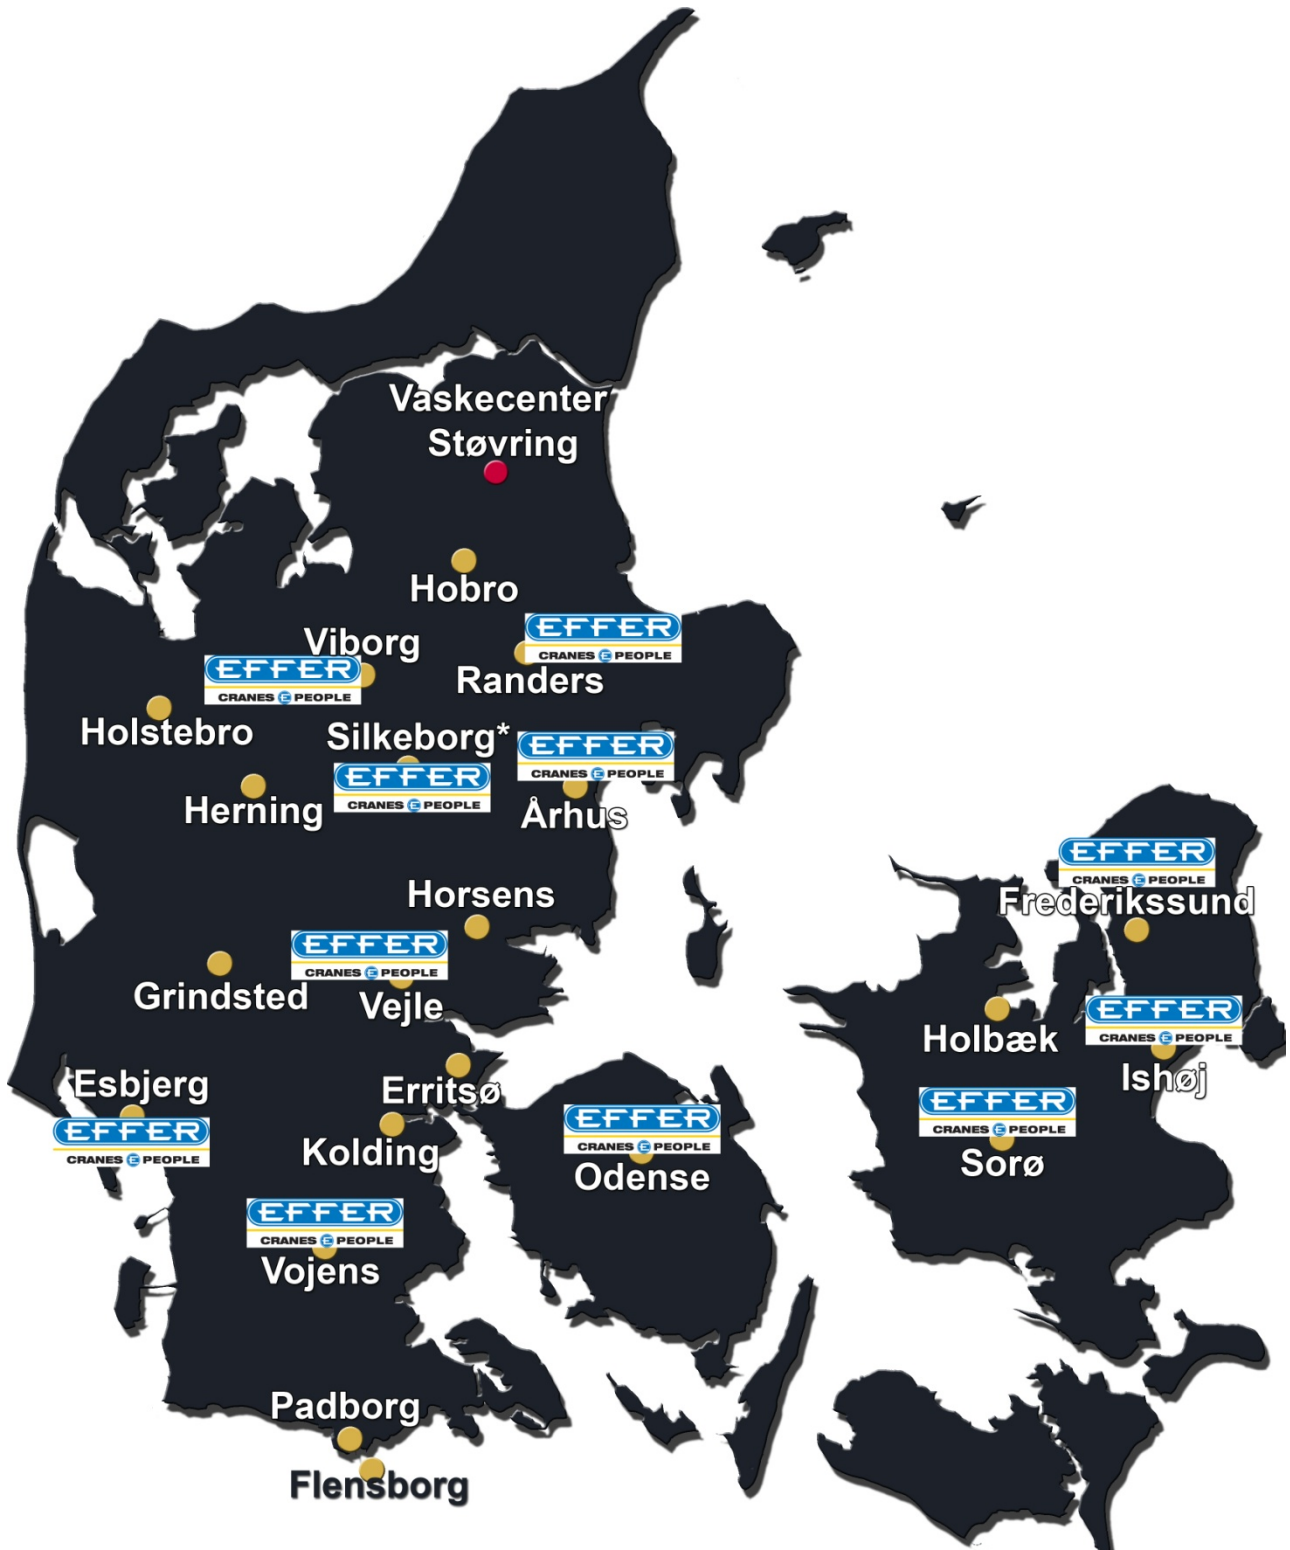 Vaskecenter
Støvring
Hobro
Viborg
EFFER
CRANES E PEOPLE
EFFER
CRANES E PEOPLE
Randers
Holstebro
Silkeborg*
EFFER
CRANES E PEOPLE
EFFER
CRANES E PEOPLE
Herning
Århus
EFFER
CRANES E PEOPLE
Frederikssund
Horsens
EFFER
CRANES E PEOPLE
Grindsted
Vejle
EFFER
CRANES E PEOPLE
Holbæk
Ishøj
Esbjerg
EFFER
CRANES E PEOPLE
Erritsø
Kolding
EFFER
CRANES E PEOPLE
Odense
EFFER
CRANES E PEOPLE
Sorø
EFFER
CRANES E PEOPLE
Vojens
Padborg
Flensborg